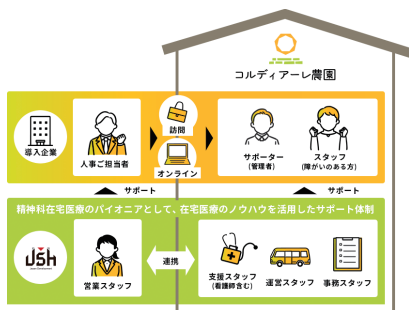 コルディアーレ農園
導入企業
人事ご担当者
訪問
オンライン
サポーター
(管理者)
スタッフ
(障がいのある方)
サポート
サポート
精神科在宅医療のパイオニアとして、在宅医療のノウハウを活用したサポート体制
JSH
営業スタッフ
連携
支援スタッフ
(看護師含む)
運営スタッフ
事務スタッフ